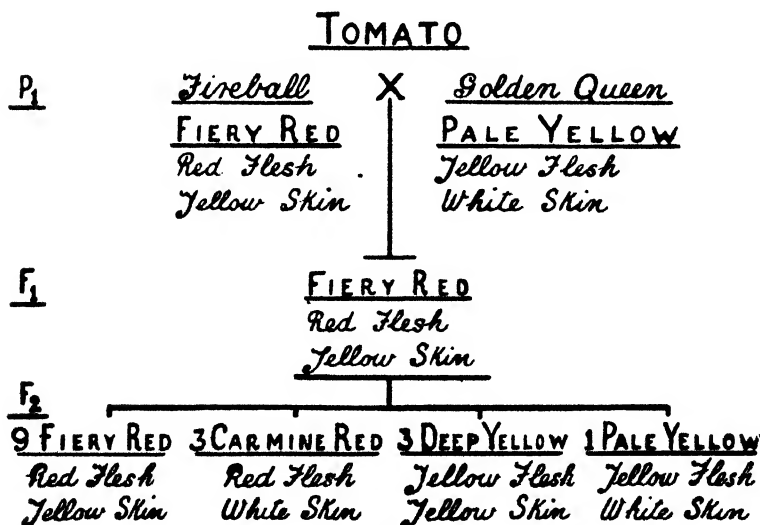 TOMATO
P1 Fireball X Golden Queen
FIERY RED PALE YELLOW
Red Flesh Yellow Flesh
Yellow Skin White Skin
F1 FIERY RED
Red Flesh
Yellow Skin
F2
9 FIERY RED 3 CARMINE RED 3 DEEP YELLOW 1 PALE YELLOW
Red Flesh Red Flesh Yellow Flesh Yellow Flesh
Yellow Skin White Skin Yellow Skin White Skin